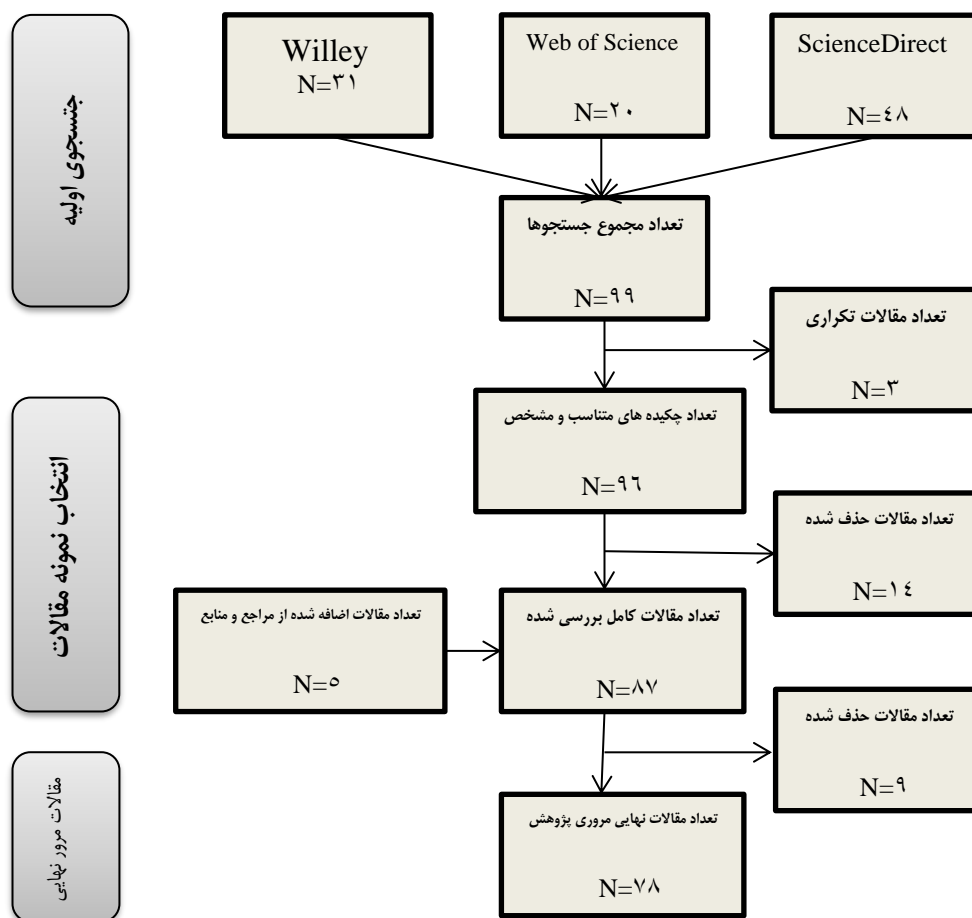 Willey
N=۳۱
Web of Science
N=۲۰
ScienceDirect
N=٤٨
جتسجوی اولیه
تعداد مجموع جستجوها
N=۹۹
تعداد مقالات تکراری
N=۳
تعداد چکیده های متناسب و مشخص
N=۹٦
انتخاب نمونه مقالات
تعداد مقالات حذف شده
N=۱٤
تعداد مقالات اضافه شده از مراجع و منابع
N=٥
تعداد مقالات کامل بررسی شده
N=۸۷
تعداد مقالات حذف شده
N=۹
مقالات مرور نهایی
تعداد مقالات نهایی مروری پژوهش
N=۷۸